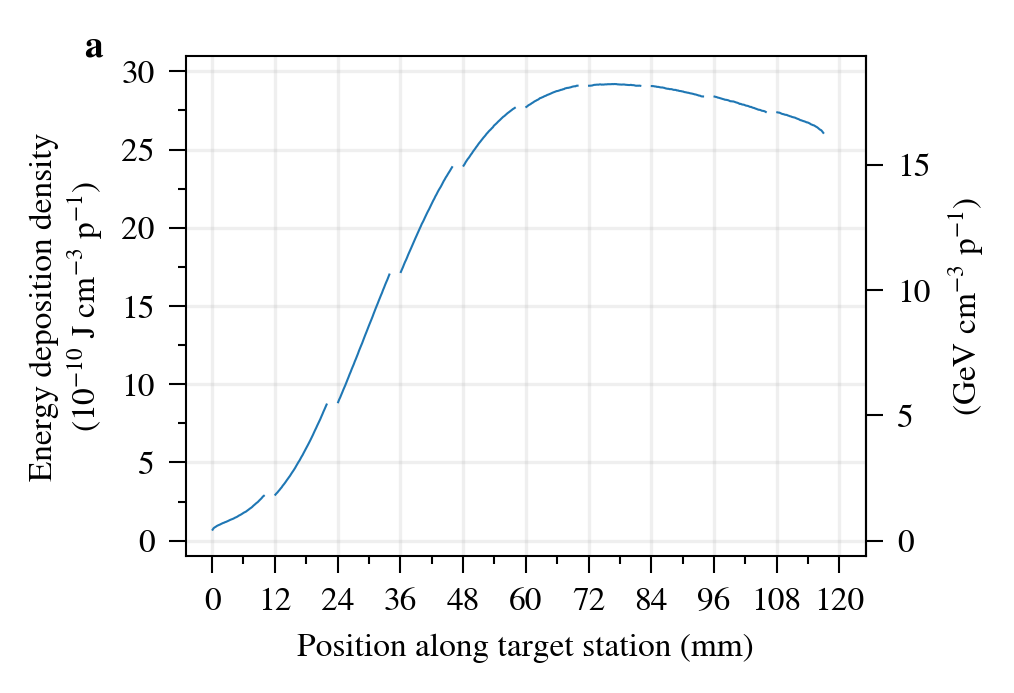 a
Energy deposition density
(10⁻¹⁰ J cm⁻³ p⁻¹)
30
25
20
15
10
5
0
15
10
5
0
(GeV cm⁻³ p⁻¹)
0 12 24 36 48 60 72 84 96 108 120
Position along target station (mm)